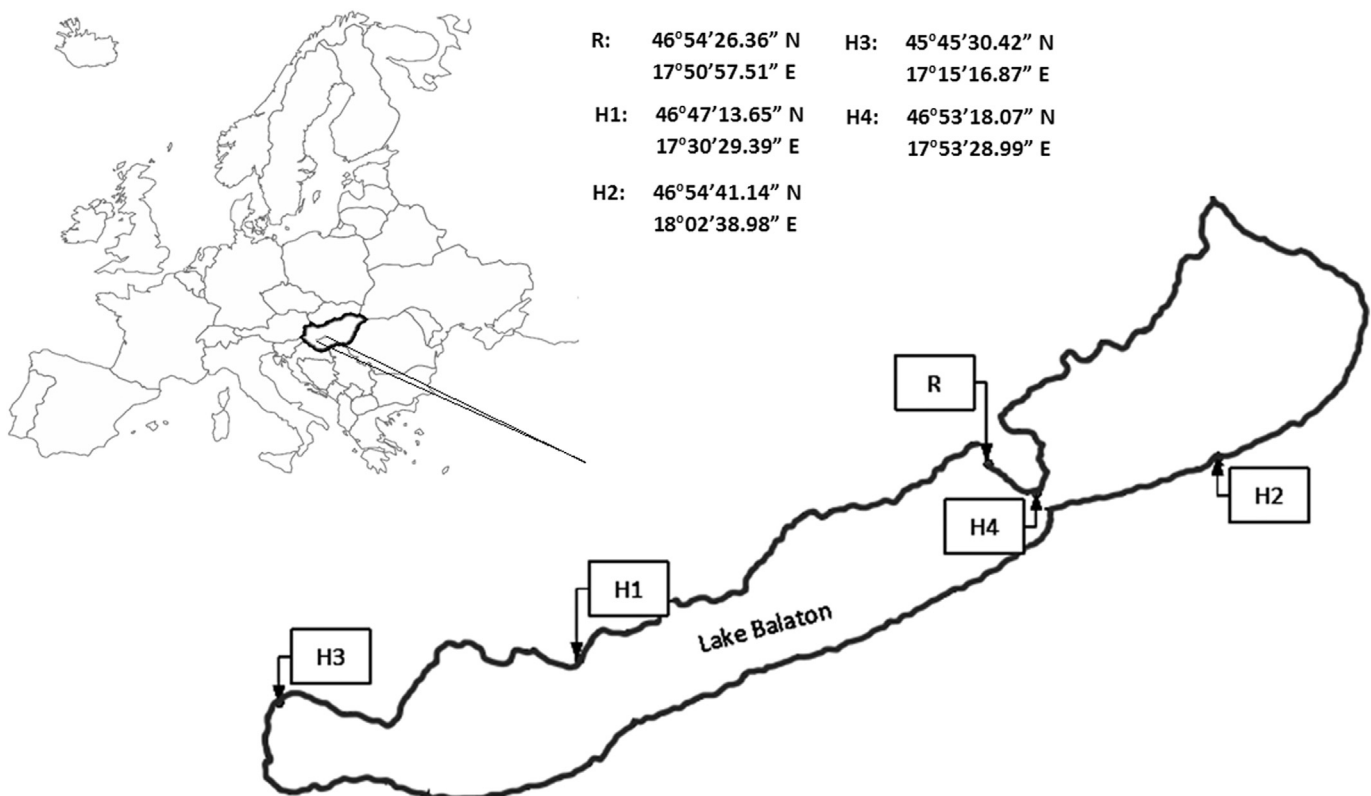 R: 46°54'26.36” N
17°50'57.51” E
H1: 46°47'13.65” N
17°30'29.39” E
H2: 46°54'41.14” N
18°02'38.98” E
H3: 45°45'30.42” N
17°15'16.87” E
H4: 46°53'18.07” N
17°53'28.99” E
R
H2
H4
H1
Lake Balaton
H3